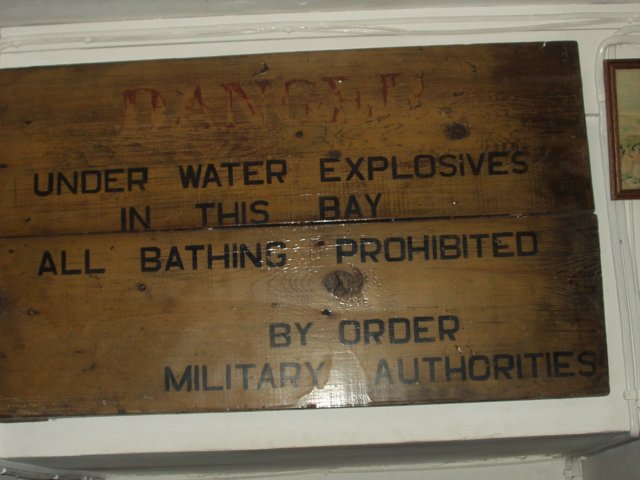 DANGER
UNDER WATER EXPLOSIVES
IN THIS BAY
ALL BATHING PROHIBITED
BY ORDER
MILITARY AUTHORITIES